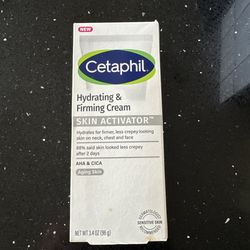 NEW
Cetaphil
Hydrating &
Firming Cream
SKIN ACTIVATOR™
Hydrates for firmer, less crepey looking
skin on neck, chest and face
88% said skin looked less crepey
after 2 days
AHA & CICA
Aging Skin
SENSITIVE SKIN
NET WT 3.4 OZ (96 g)